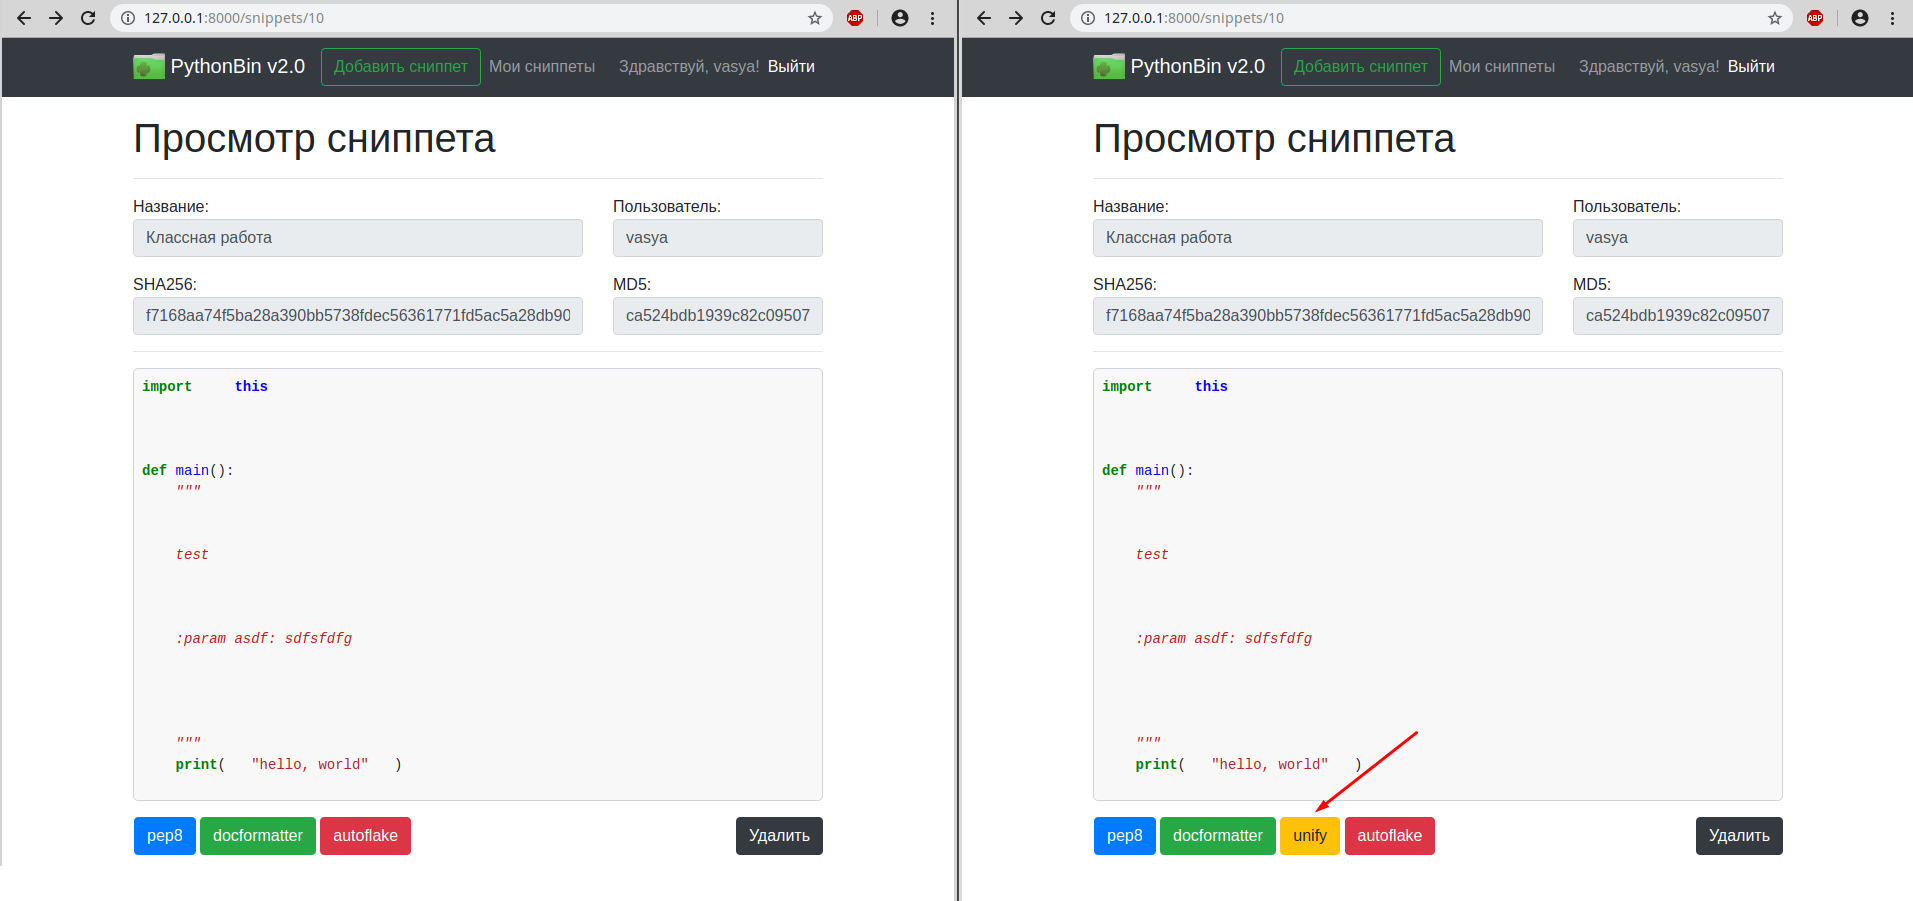 127.0.0.1:8000/snippets/10
ABP
PythonBin v2.0 Добавить сниппет Мои сниппеты Здравствуй, vasya! Выйти
Просмотр сниппета
Название: Пользователь:
Классная работа vasya
SHA256: MD5:
f7168aa74f5ba28a390bb5738fdec56361771fd5ac5a28db90 ca524bdb1939c82c09507
import     this
def main():
"""
test
:param asdf: sdfsfdfg
"""
print(   "hello, world"   )
pep8 docformatter autoflake Удалить
127.0.0.1:8000/snippets/10
ABP
PythonBin v2.0 Добавить сниппет Мои сниппеты Здравствуй, vasya! Выйти
Просмотр сниппета
Название: Пользователь:
Классная работа vasya
SHA256: MD5:
f7168aa74f5ba28a390bb5738fdec56361771fd5ac5a28db90 ca524bdb1939c82c09507
import     this
def main():
"""
test
:param asdf: sdfsfdfg
"""
print(   "hello, world"   )
pep8 docformatter unify autoflake Удалить